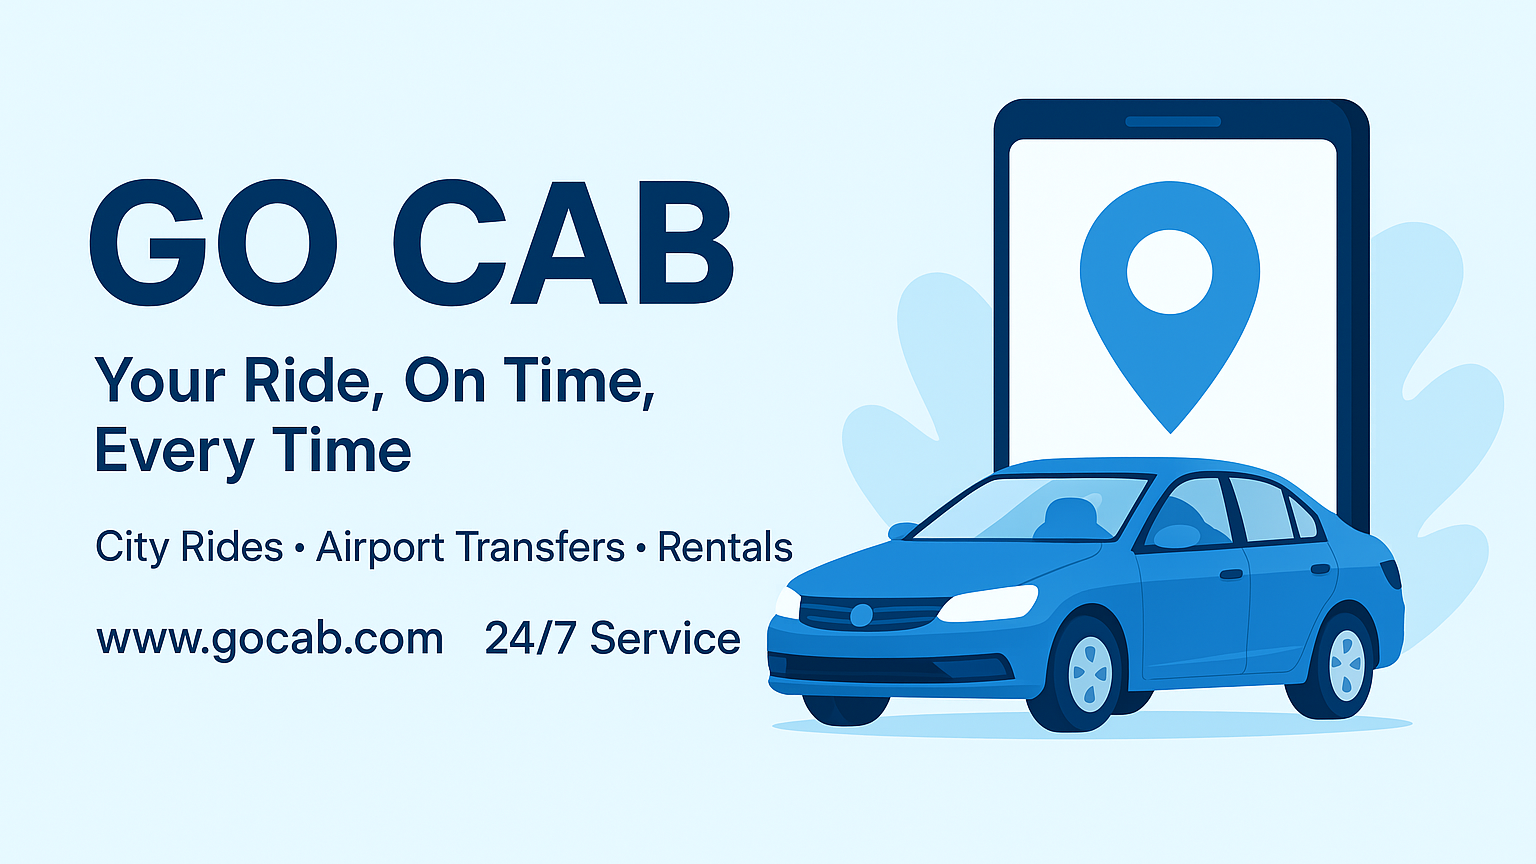 GO CAB
Your Ride, On Time,
Every Time
City Rides • Airport Transfers • Rentals
www.gocab.com 24/7 Service